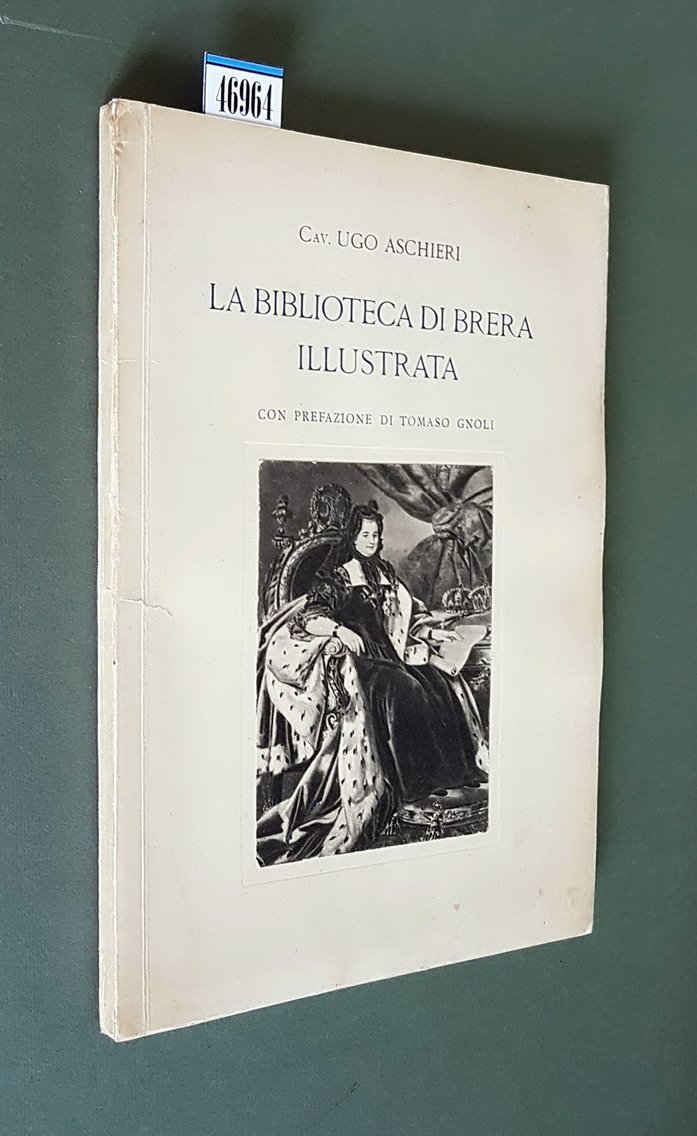 46964
CAV. UGO ASCHIERI
LA BIBLIOTECA DI BRERA
ILLUSTRATA
CON PREFAZIONE DI TOMASO GNOLI